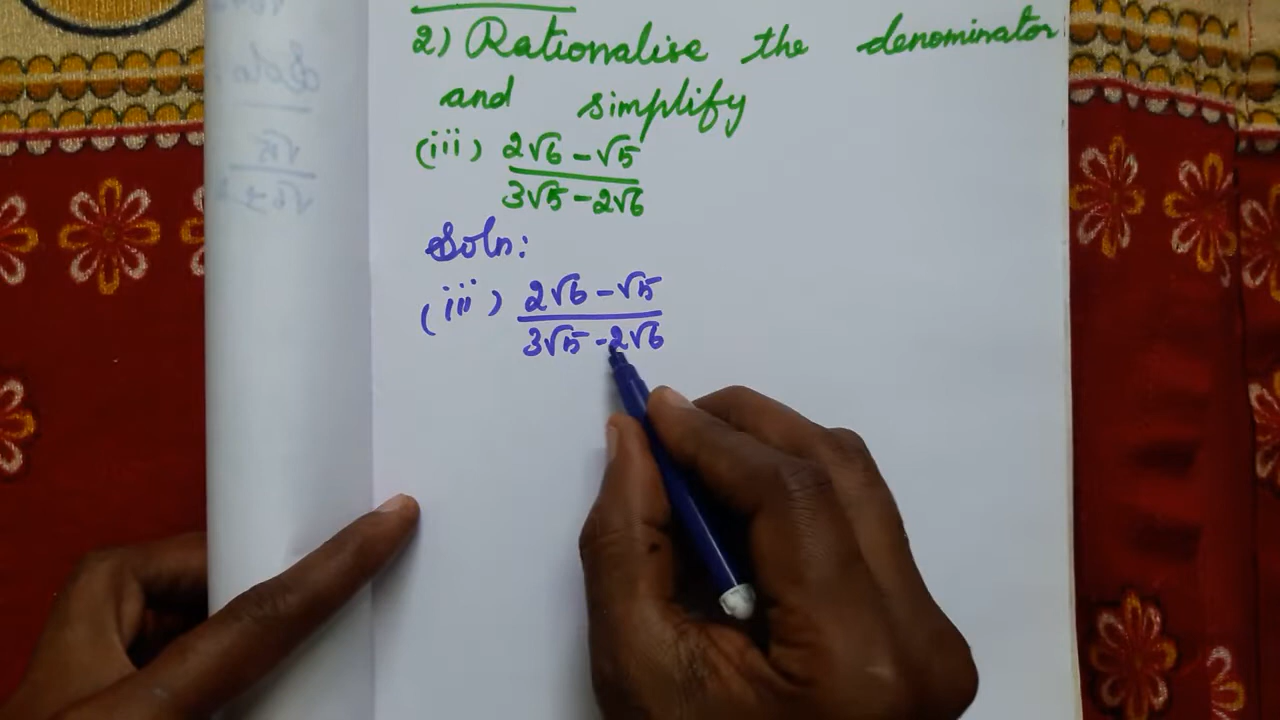 2) Rationalise the denominator
and simplify
(iii) 2√6 - √5
3√5 - 2√6
Soln:
(iii) 2√6 - √5
3√5 - 2√6